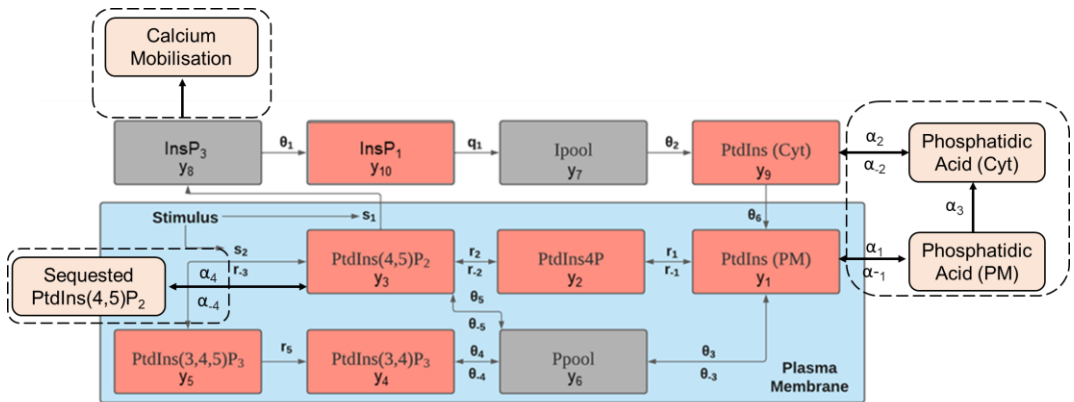 Calcium
Mobilisation
InsP₃
y₈
θ₁
InsP₁
y₁₀
q₁
Ipool
y₇
θ₂
PtdIns (Cyt)
y₉
α₂
α₋₂
Phosphatidic
Acid (Cyt)
α₃
θ₆
Stimulus
s₁
s₂
r₋₃
Sequested
PtdIns(4,5)P₂
α₄
α₋₄
PtdIns(4,5)P₂
y₃
r₂
r₋₂
PtdIns4P
y₂
r₁
r₋₁
PtdIns (PM)
y₁
α₁
α-₁
Phosphatidic
Acid (PM)
θ₅
θ₋₅
PtdIns(3,4,5)P₃
y₅
r₅
PtdIns(3,4)P₃
y₄
θ₄
θ₋₄
Ppool
y₆
θ₃
θ₋₃
Plasma
Membrane